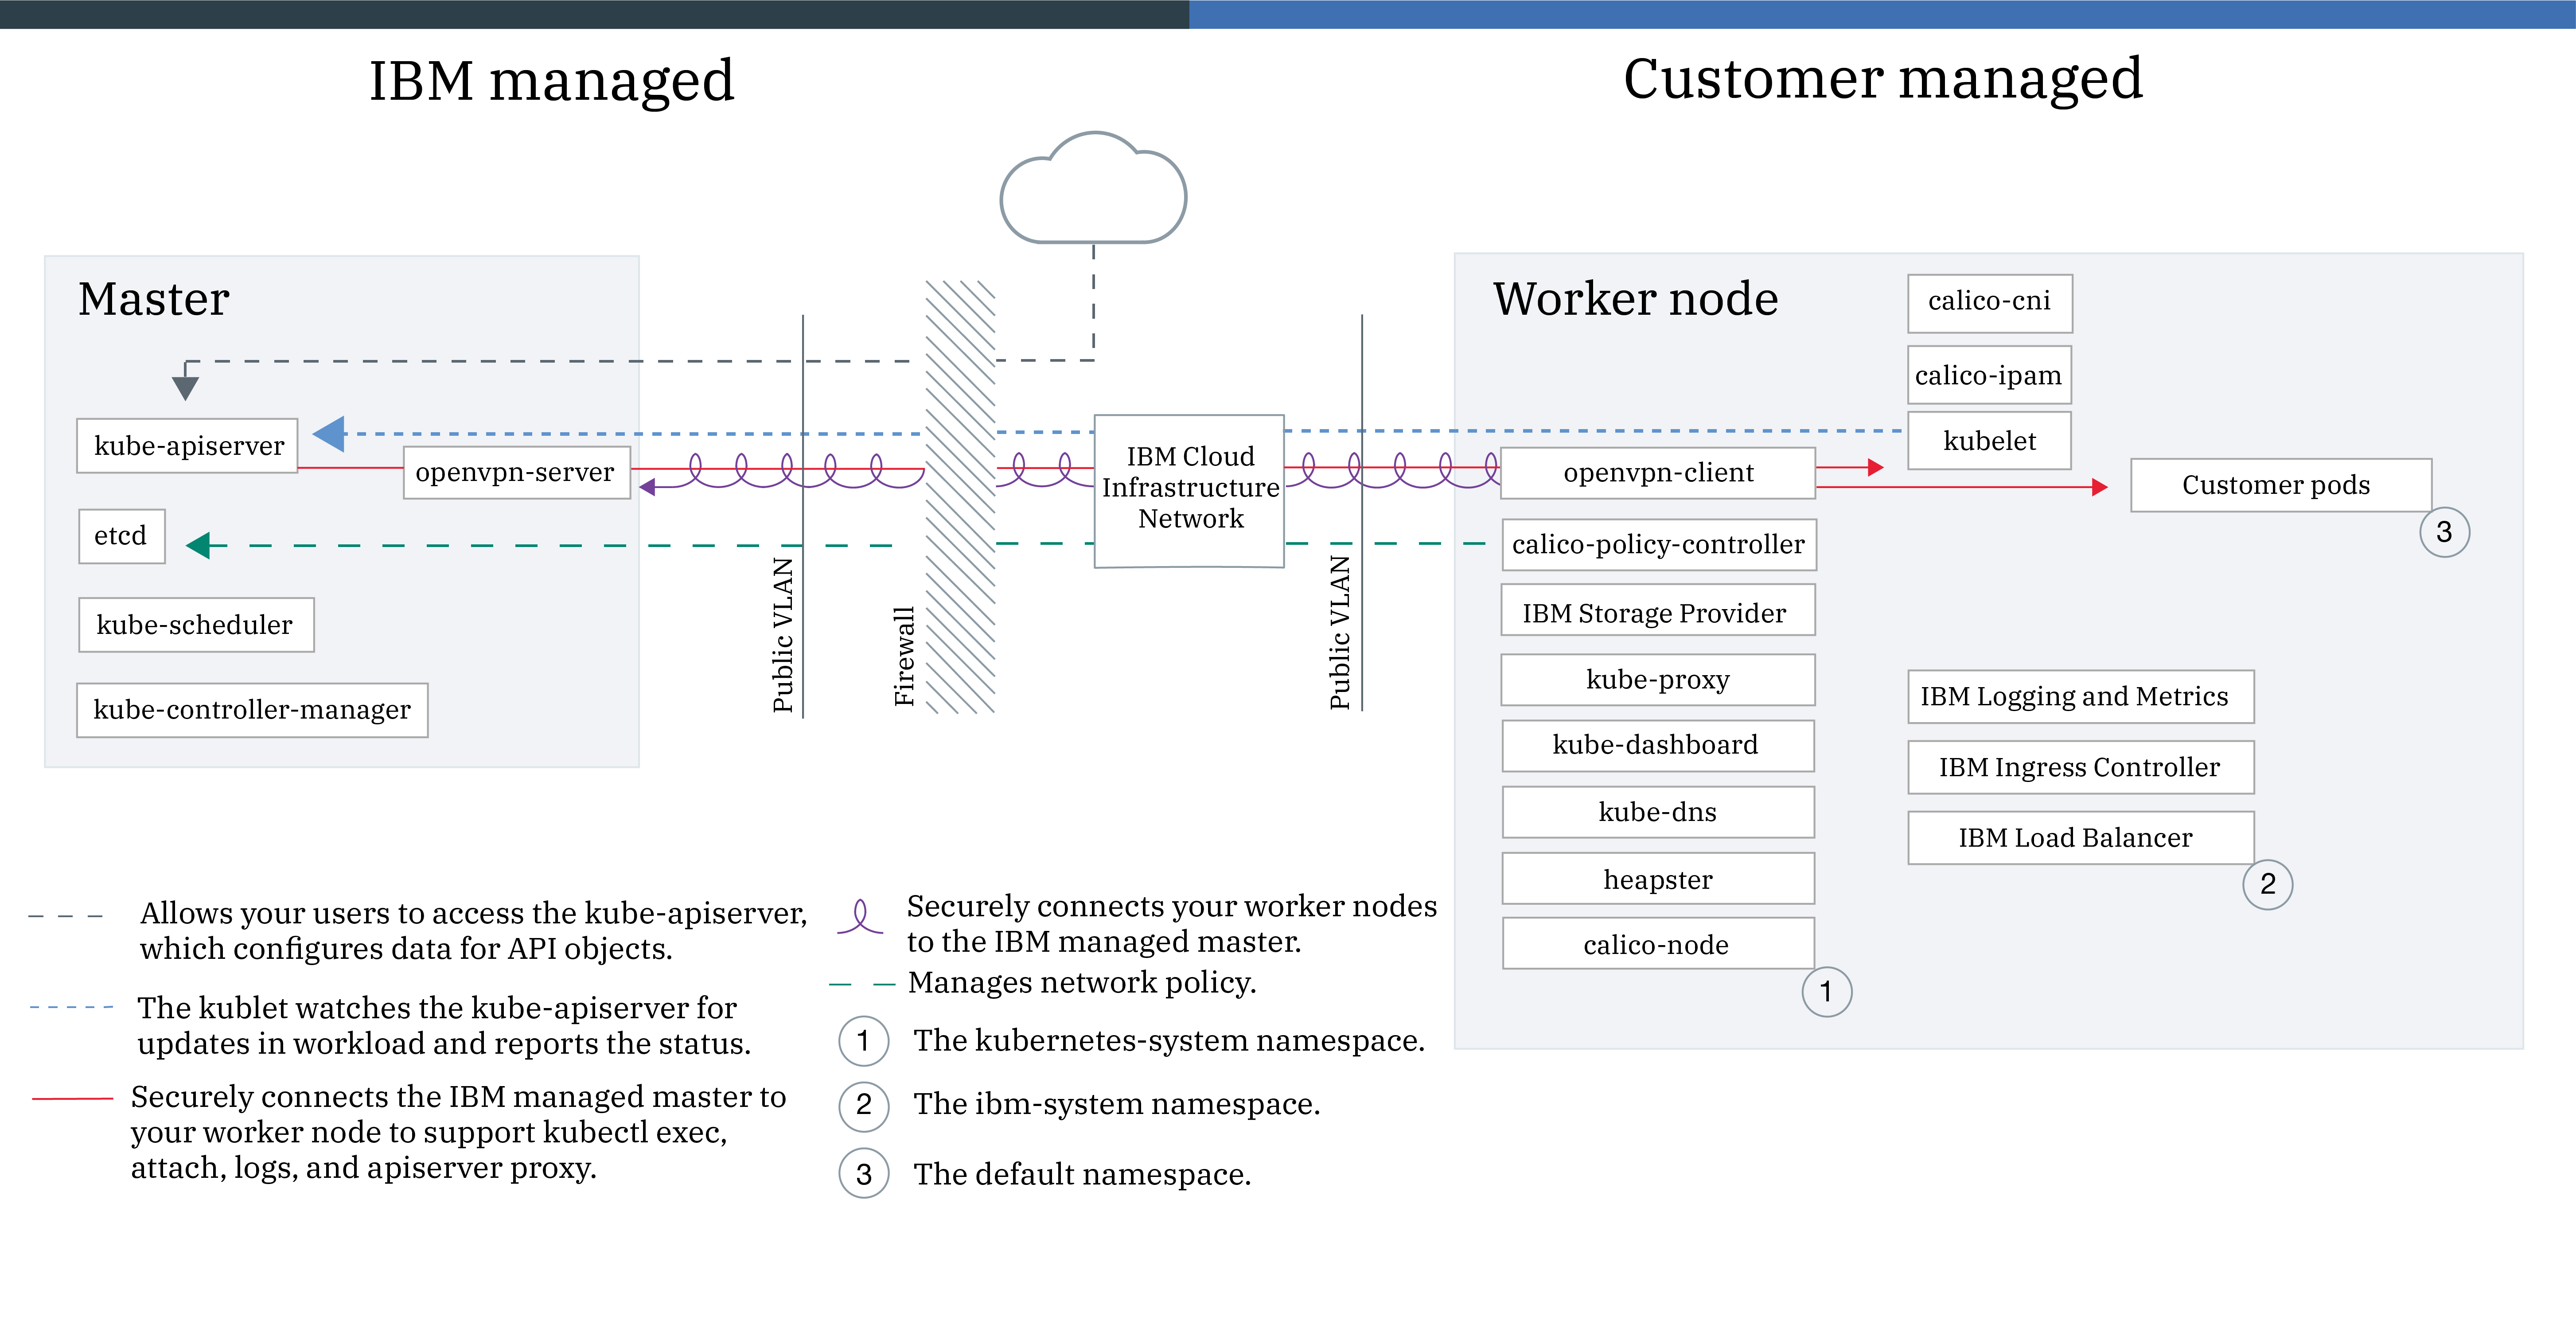 IBM managed
Customer managed
Master
kube-apiserver
openvpn-server
etcd
kube-scheduler
kube-controller-manager
Public VLAN
Firewall
IBM Cloud
Infrastructure
Network
Public VLAN
Worker node
calico-cni
calico-ipam
kubelet
openvpn-client
Customer pods
3
calico-policy-controller
IBM Storage Provider
kube-proxy
kube-dashboard
kube-dns
heapster
calico-node
1
IBM Logging and Metrics
IBM Ingress Controller
IBM Load Balancer
2
Allows your users to access the kube-apiserver,
which configures data for API objects.
The kublet watches the kube-apiserver for
updates in workload and reports the status.
Securely connects the IBM managed master to
your worker node to support kubectl exec,
attach, logs, and apiserver proxy.
Securely connects your worker nodes
to the IBM managed master.
Manages network policy.
1 The kubernetes-system namespace.
2 The ibm-system namespace.
3 The default namespace.